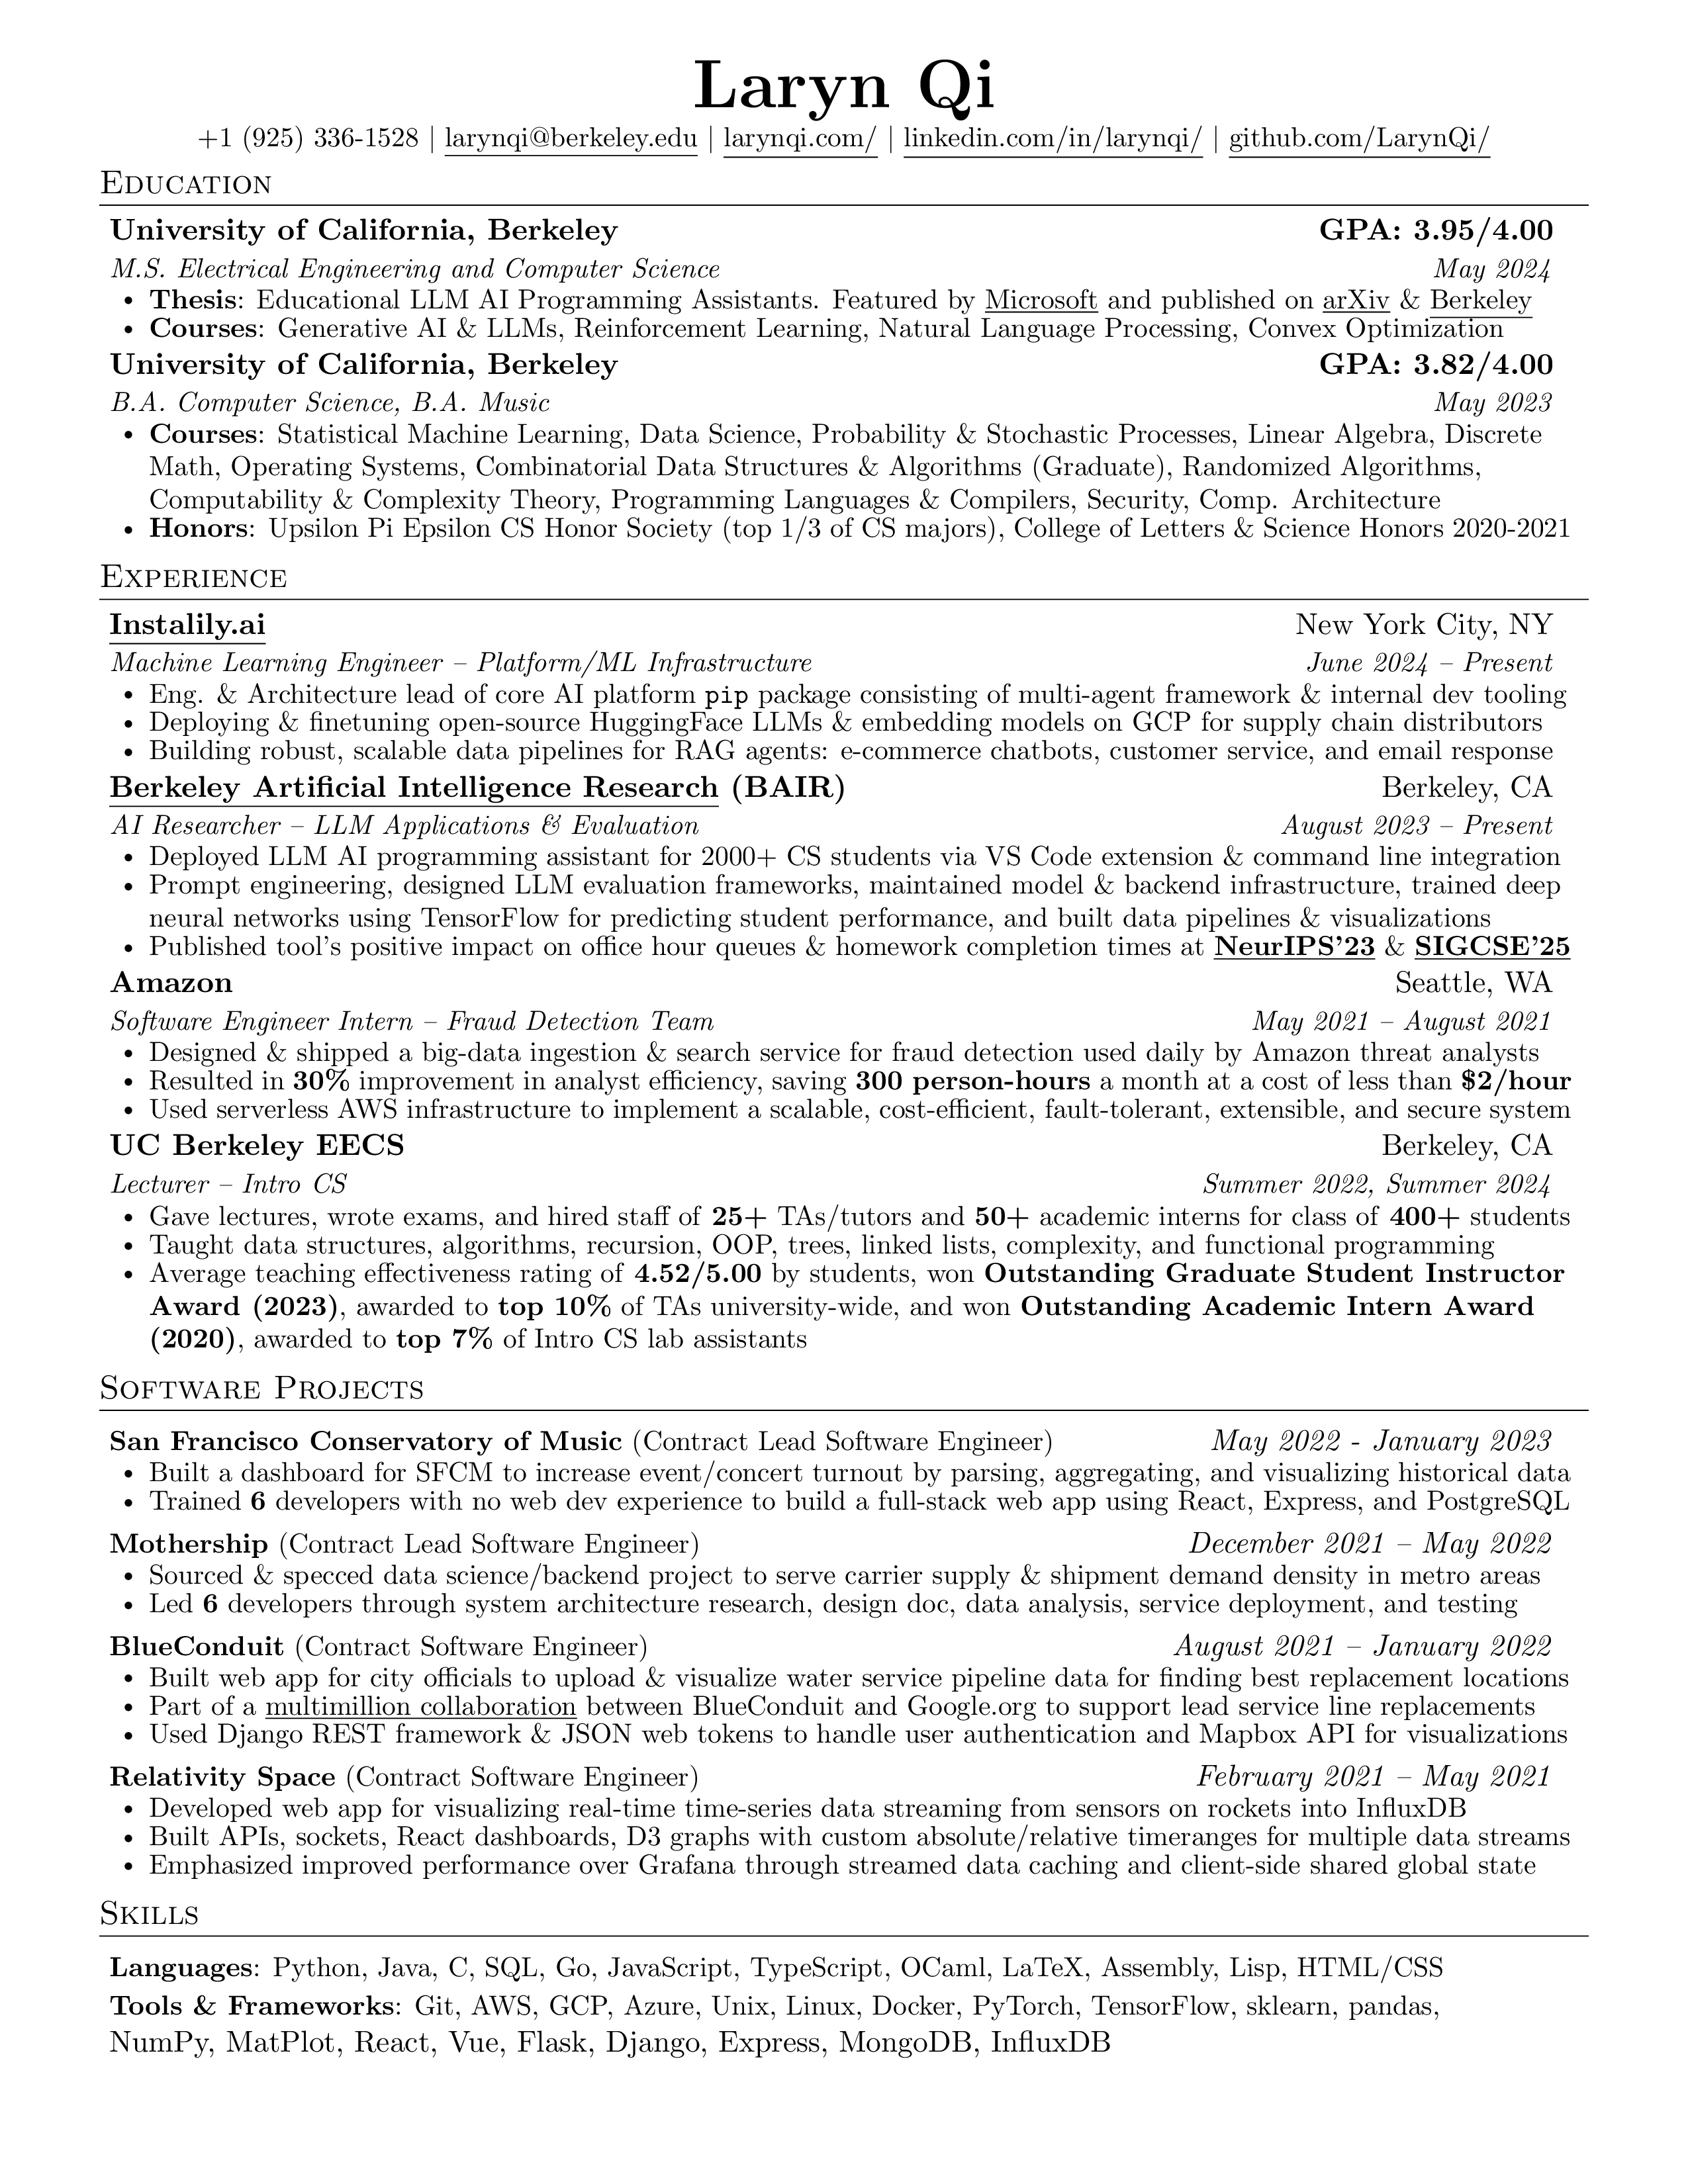 Laryn Qi
+1 (925) 336-1528 | larynqi@berkeley.edu | larynqi.com/ | linkedin.com/in/larynqi/ | github.com/LarynQi/
Education
University of California, Berkeley GPA: 3.95/4.00
M.S. Electrical Engineering and Computer Science May 2024
• Thesis: Educational LLM AI Programming Assistants. Featured by Microsoft and published on arXiv & Berkeley
• Courses: Generative AI & LLMs, Reinforcement Learning, Natural Language Processing, Convex Optimization
University of California, Berkeley GPA: 3.82/4.00
B.A. Computer Science, B.A. Music May 2023
• Courses: Statistical Machine Learning, Data Science, Probability & Stochastic Processes, Linear Algebra, Discrete
Math, Operating Systems, Combinatorial Data Structures & Algorithms (Graduate), Randomized Algorithms,
Computability & Complexity Theory, Programming Languages & Compilers, Security, Comp. Architecture
• Honors: Upsilon Pi Epsilon CS Honor Society (top 1/3 of CS majors), College of Letters & Science Honors 2020-2021
Experience
Instalily.ai New York City, NY
Machine Learning Engineer – Platform/ML Infrastructure June 2024 – Present
• Eng. & Architecture lead of core AI platform pip package consisting of multi-agent framework & internal dev tooling
• Deploying & finetuning open-source HuggingFace LLMs & embedding models on GCP for supply chain distributors
• Building robust, scalable data pipelines for RAG agents: e-commerce chatbots, customer service, and email response
Berkeley Artificial Intelligence Research (BAIR) Berkeley, CA
AI Researcher – LLM Applications & Evaluation August 2023 – Present
• Deployed LLM AI programming assistant for 2000+ CS students via VS Code extension & command line integration
• Prompt engineering, designed LLM evaluation frameworks, maintained model & backend infrastructure, trained deep
neural networks using TensorFlow for predicting student performance, and built data pipelines & visualizations
• Published tool's positive impact on office hour queues & homework completion times at NeurIPS'23 & SIGCSE'25
Amazon Seattle, WA
Software Engineer Intern – Fraud Detection Team May 2021 – August 2021
• Designed & shipped a big-data ingestion & search service for fraud detection used daily by Amazon threat analysts
• Resulted in 30% improvement in analyst efficiency, saving 300 person-hours a month at a cost of less than $2/hour
• Used serverless AWS infrastructure to implement a scalable, cost-efficient, fault-tolerant, extensible, and secure system
UC Berkeley EECS Berkeley, CA
Lecturer – Intro CS Summer 2022, Summer 2024
• Gave lectures, wrote exams, and hired staff of 25+ TAs/tutors and 50+ academic interns for class of 400+ students
• Taught data structures, algorithms, recursion, OOP, trees, linked lists, complexity, and functional programming
• Average teaching effectiveness rating of 4.52/5.00 by students, won Outstanding Graduate Student Instructor
Award (2023), awarded to top 10% of TAs university-wide, and won Outstanding Academic Intern Award
(2020), awarded to top 7% of Intro CS lab assistants
Software Projects
San Francisco Conservatory of Music (Contract Lead Software Engineer) May 2022 - January 2023
• Built a dashboard for SFCM to increase event/concert turnout by parsing, aggregating, and visualizing historical data
• Trained 6 developers with no web dev experience to build a full-stack web app using React, Express, and PostgreSQL
Mothership (Contract Lead Software Engineer) December 2021 – May 2022
• Sourced & specced data science/backend project to serve carrier supply & shipment demand density in metro areas
• Led 6 developers through system architecture research, design doc, data analysis, service deployment, and testing
BlueConduit (Contract Software Engineer) August 2021 – January 2022
• Built web app for city officials to upload & visualize water service pipeline data for finding best replacement locations
• Part of a multimillion collaboration between BlueConduit and Google.org to support lead service line replacements
• Used Django REST framework & JSON web tokens to handle user authentication and Mapbox API for visualizations
Relativity Space (Contract Software Engineer) February 2021 – May 2021
• Developed web app for visualizing real-time time-series data streaming from sensors on rockets into InfluxDB
• Built APIs, sockets, React dashboards, D3 graphs with custom absolute/relative timeranges for multiple data streams
• Emphasized improved performance over Grafana through streamed data caching and client-side shared global state
Skills
Languages: Python, Java, C, SQL, Go, JavaScript, TypeScript, OCaml, LaTeX, Assembly, Lisp, HTML/CSS
Tools & Frameworks: Git, AWS, GCP, Azure, Unix, Linux, Docker, PyTorch, TensorFlow, sklearn, pandas,
NumPy, MatPlot, React, Vue, Flask, Django, Express, MongoDB, InfluxDB